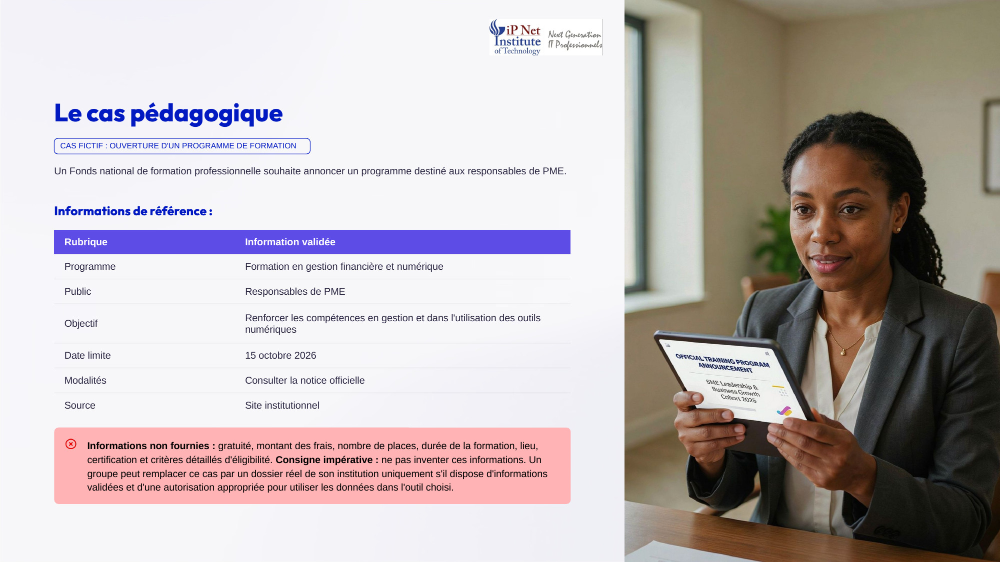 iP Net
Institute
of Technology
Next Generation
IT Professionnels
Le cas pédagogique
CAS FICTIF : OUVERTURE D'UN PROGRAMME DE FORMATION
Un Fonds national de formation professionnelle souhaite annoncer un programme destiné aux responsables de PME.
Informations de référence :
Rubrique Information validée
Programme Formation en gestion financière et numérique
Public Responsables de PME
Objectif Renforcer les compétences en gestion et dans l'utilisation des outils
numériques
Date limite 15 octobre 2026
Modalités Consulter la notice officielle
Source Site institutionnel
Informations non fournies : gratuité, montant des frais, nombre de places, durée de la formation, lieu,
certification et critères détaillés d'éligibilité. Consigne impérative : ne pas inventer ces informations. Un
groupe peut remplacer ce cas par un dossier réel de son institution uniquement s'il dispose d'informations
validées et d'une autorisation appropriée pour utiliser les données dans l'outil choisi.
OFFICIAL TRAINING PROGRAM
ANNOUNCEMENT
SME Leadership &
Business Growth
Cohort 2025